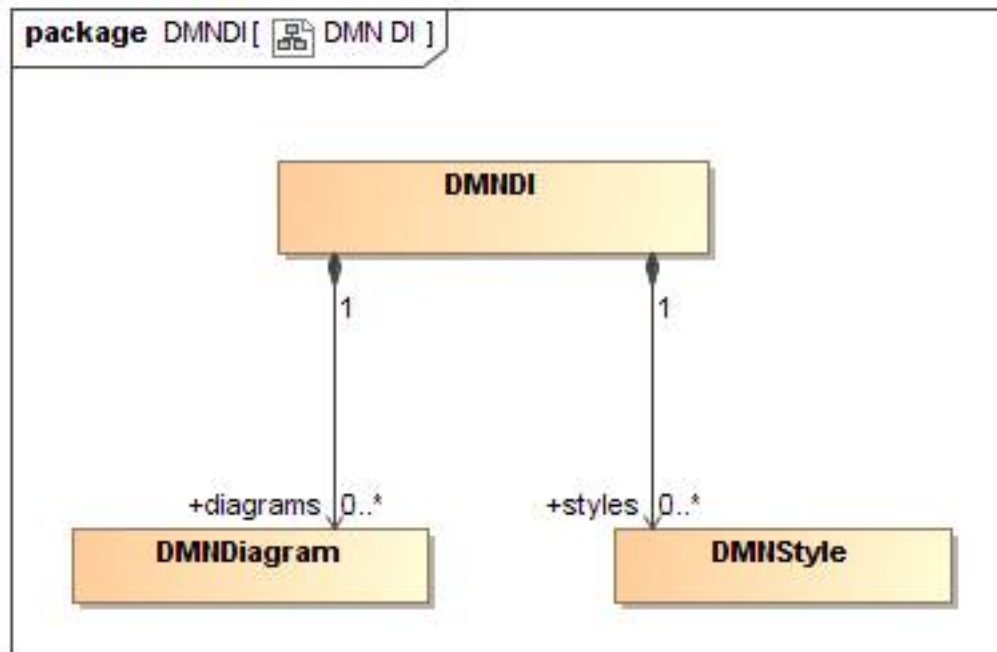 package DMNDI[ DMN DI ]
DMNDI
1 1
+diagrams 0..* +styles 0..*
DMNDiagram DMNStyle